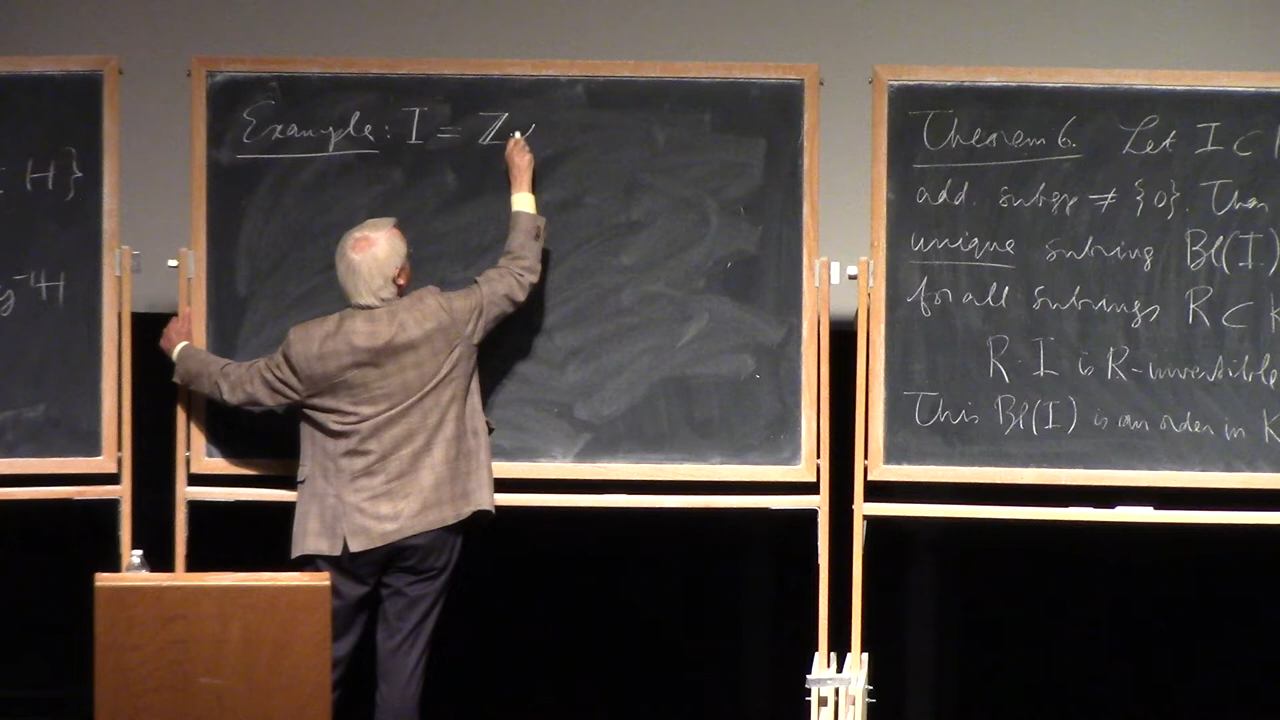 H}
-1H
Example: I = Z
Theorem 6. Let I ⊂
add. subgp ≠ {0}. Then
unique subring Bl(I)
for all subrings R ⊂ K
R·I is R-invertible
This Bl(I) is an order in K